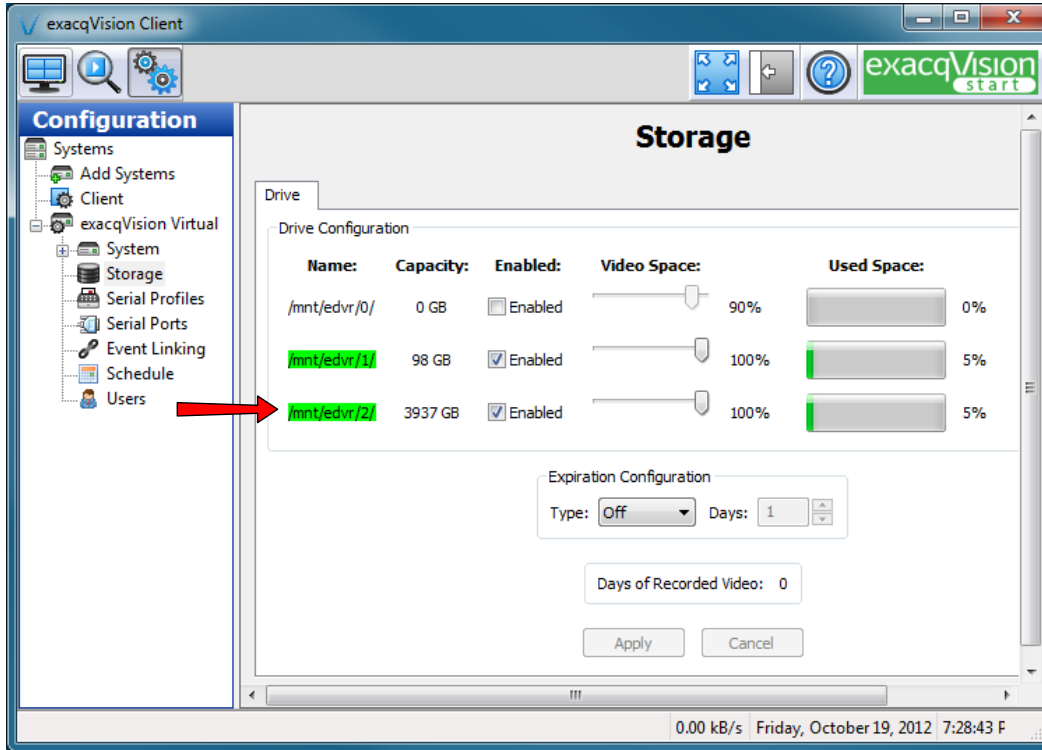 exacqVision Client
exacqVision
start
Configuration
Systems
Add Systems
Client
exacqVision Virtual
System
Storage
Serial Profiles
Serial Ports
Event Linking
Schedule
Users
Storage
Drive
Drive Configuration
Name: Capacity: Enabled: Video Space: Used Space:
/mnt/edvr/0/ 0 GB Enabled 90% 0%
/mnt/edvr/1/ 98 GB Enabled 100% 5%
/mnt/edvr/2/ 3937 GB Enabled 100% 5%
Expiration Configuration
Type: Off Days: 1
Days of Recorded Video: 0
Apply Cancel
0.00 kB/s Friday, October 19, 2012 7:28:43 P